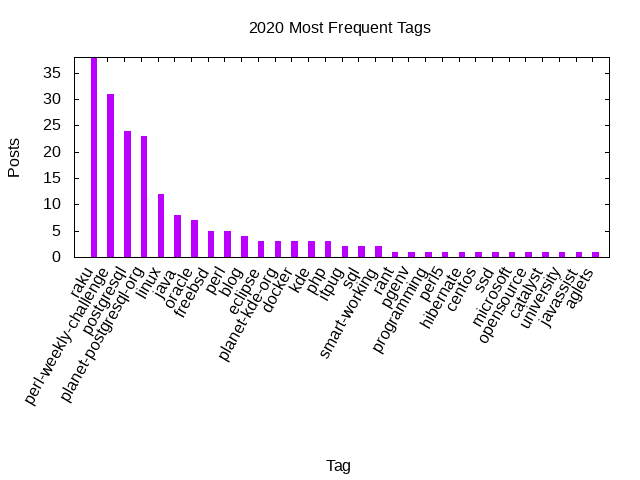 2020 Most Frequent Tags
Posts
35
30
25
20
15
10
5
0
raku
perl-weekly-challenge
postgresql
planet-postgresql-org
linux
java
oracle
freebsd
perl
blog
eclipse
planet-kde-org
docker
kde
php
itpug
sql
smart-working
rant
pgenv
programming
perl5
hibernate
centos
ssd
microsoft
opensource
catalyst
university
javassist
aglets
Tag